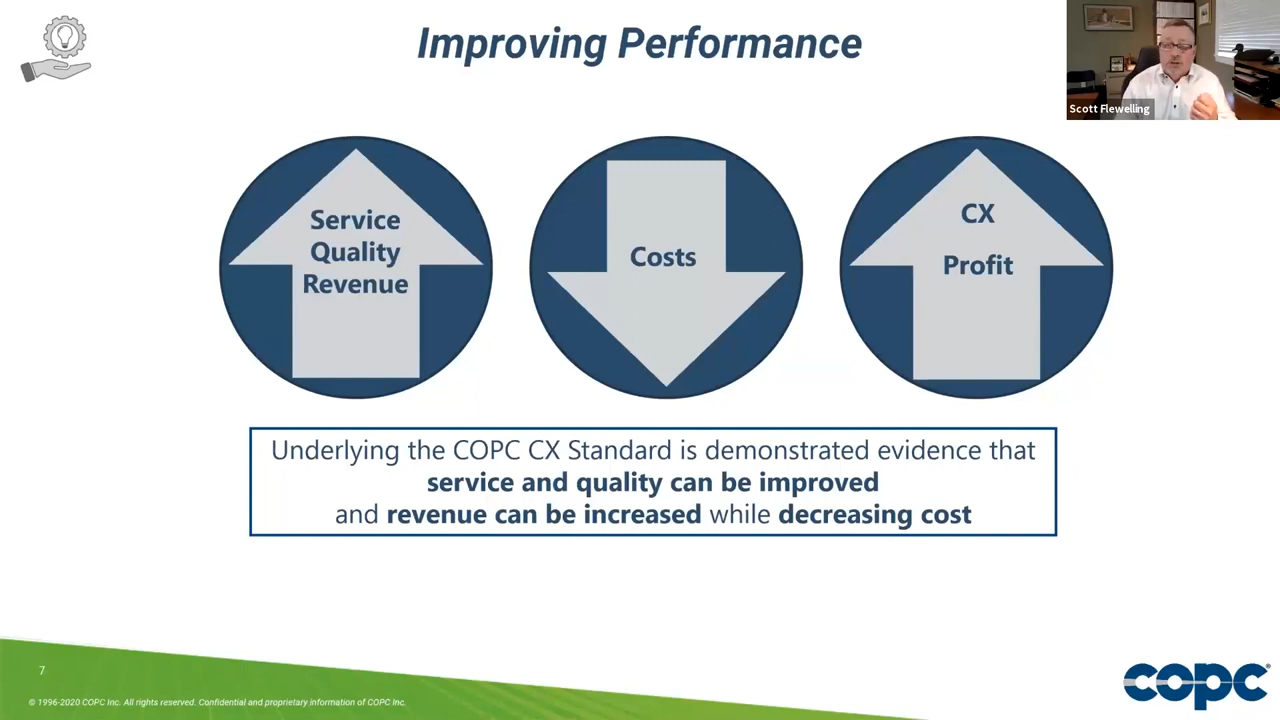 Improving Performance
Scott Flewelling
Service
Quality
Revenue
Costs
CX
Profit
Underlying the COPC CX Standard is demonstrated evidence that
service and quality can be improved
and revenue can be increased while decreasing cost
7
© 1996-2020 COPC Inc. All rights reserved. Confidential and proprietary information of COPC Inc.
copc®